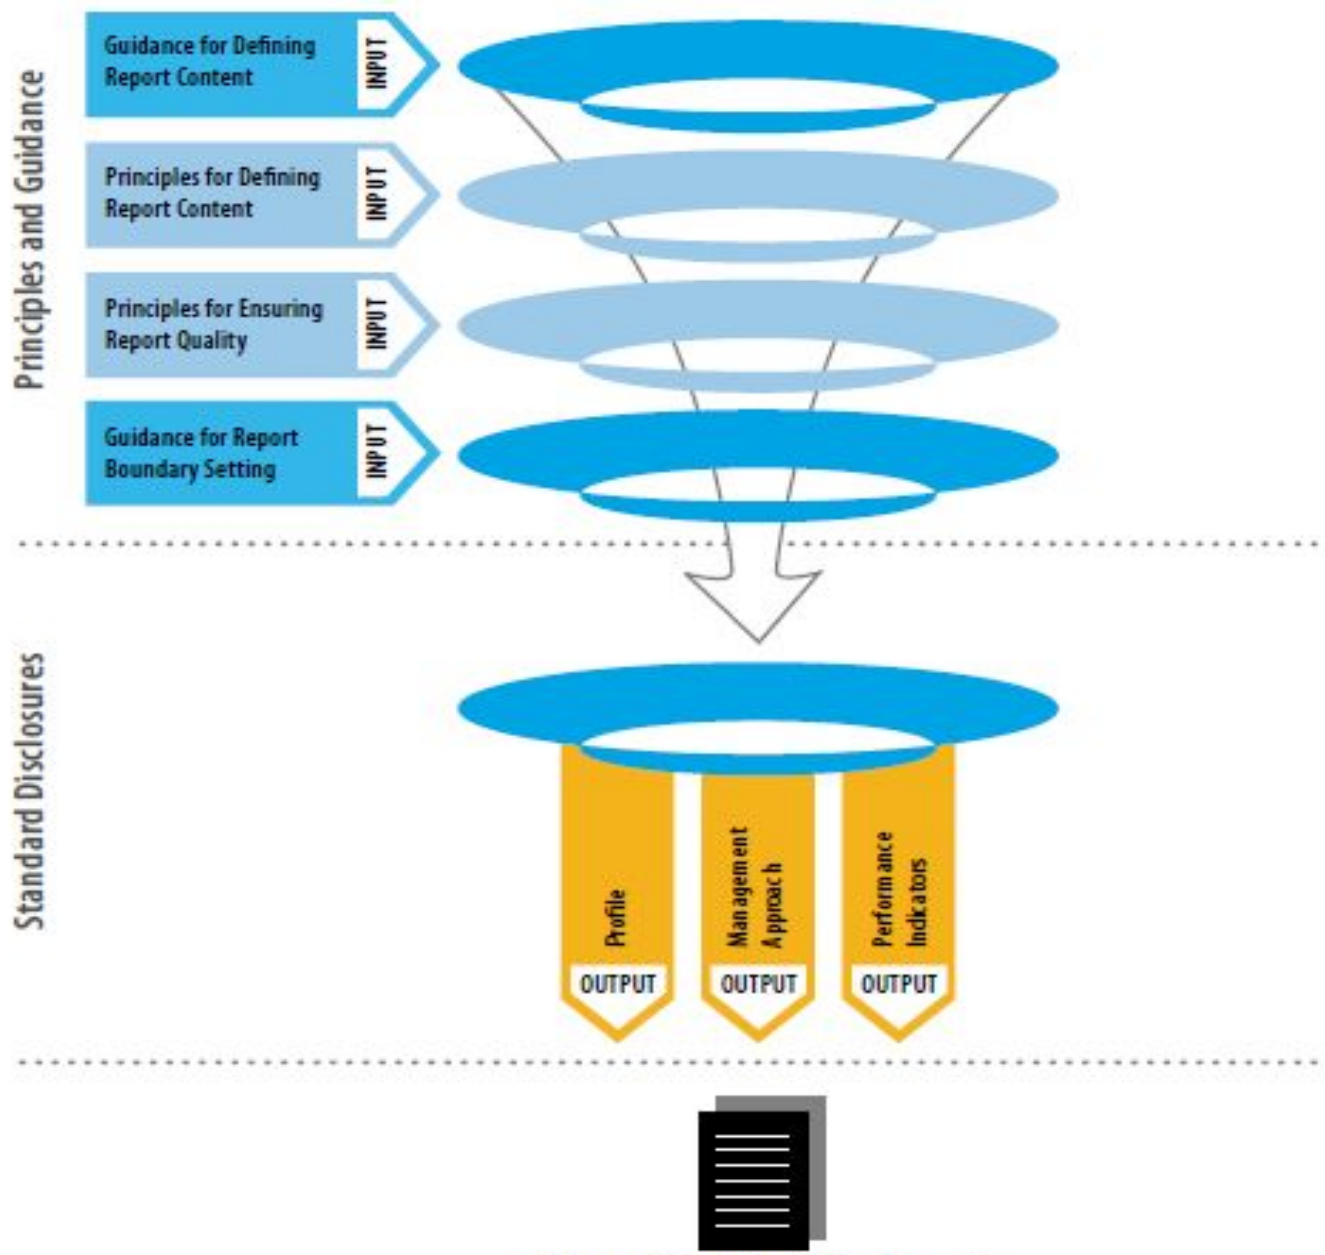 Principles and Guidance
Guidance for Defining
Report Content
INPUT
Principles for Defining
Report Content
INPUT
Principles for Ensuring
Report Quality
INPUT
Guidance for Report
Boundary Setting
INPUT
Standard Disclosures
Profile
OUTPUT
Management
Approach
OUTPUT
Performance
Indicators
OUTPUT